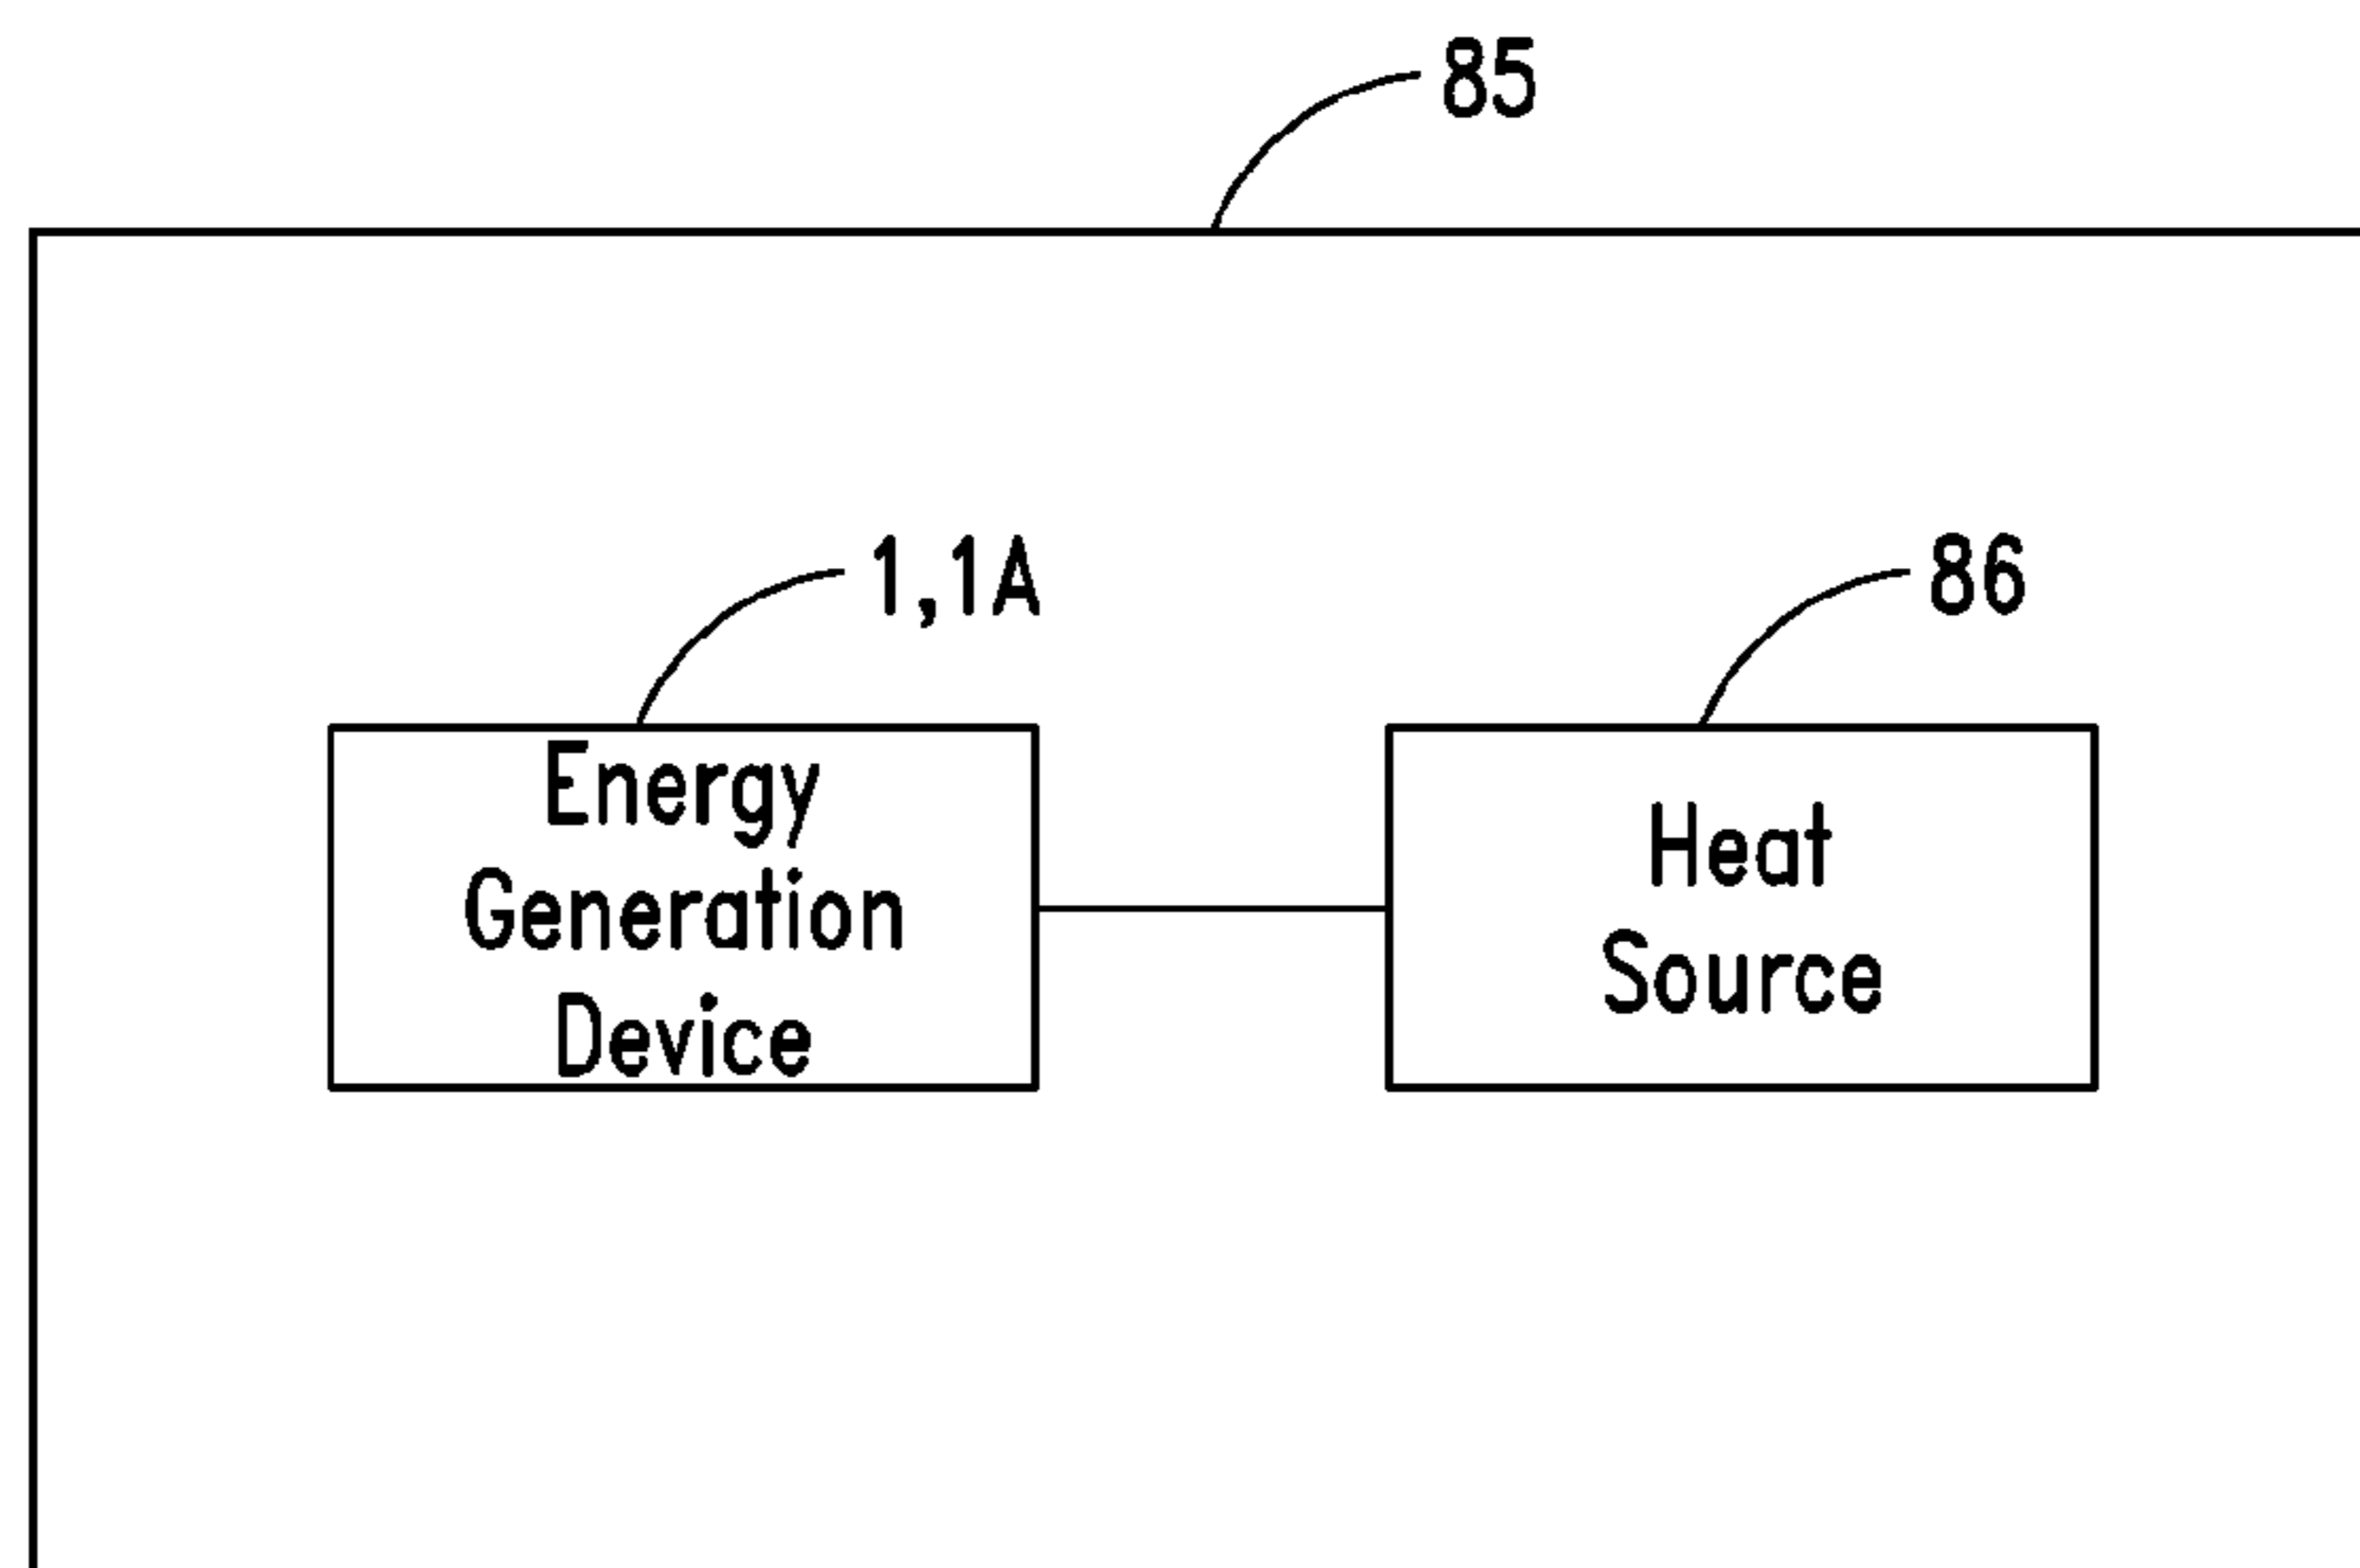 85
1,1A
86
Energy
Generation
Device
Heat
Source